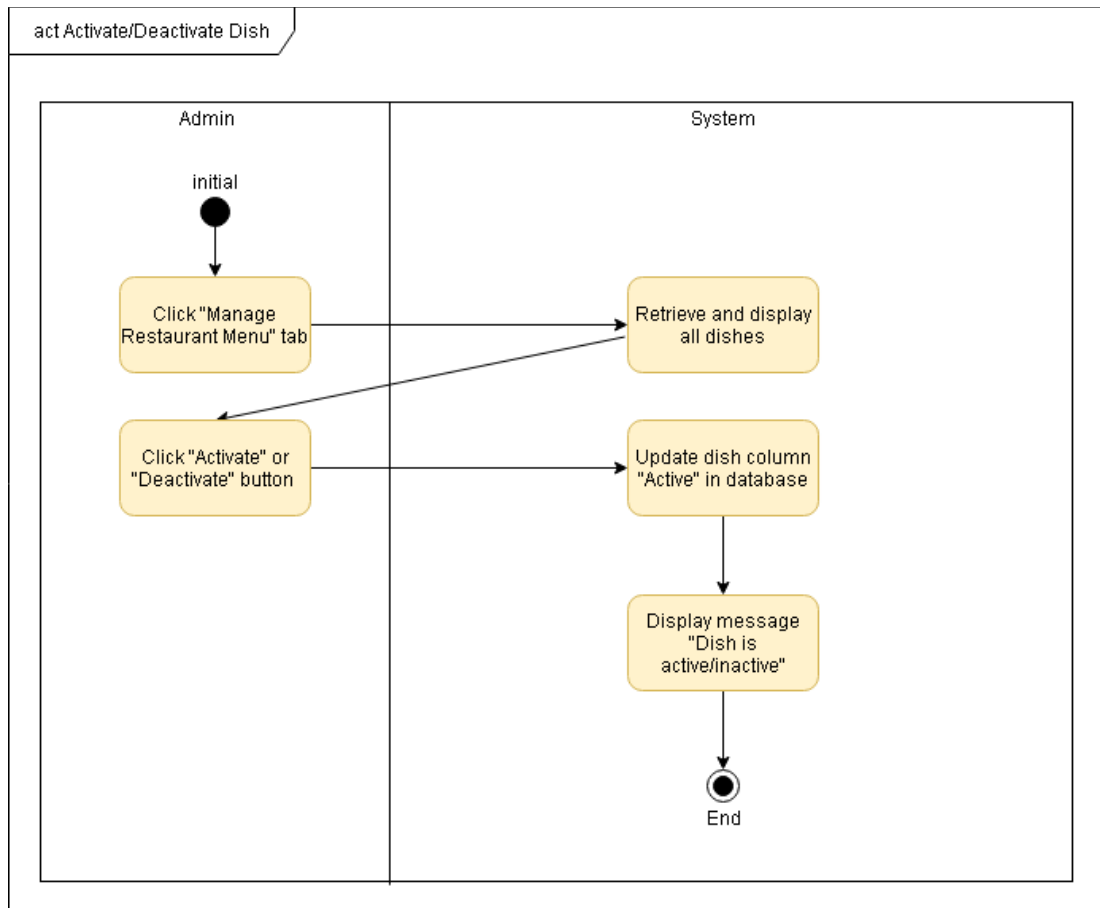 act Activate/Deactivate Dish
Admin
System
initial
Click "Manage
Restaurant Menu" tab
Retrieve and display
all dishes
Click "Activate" or
"Deactivate" button
Update dish column
"Active" in database
Display message
"Dish is
active/inactive"
End